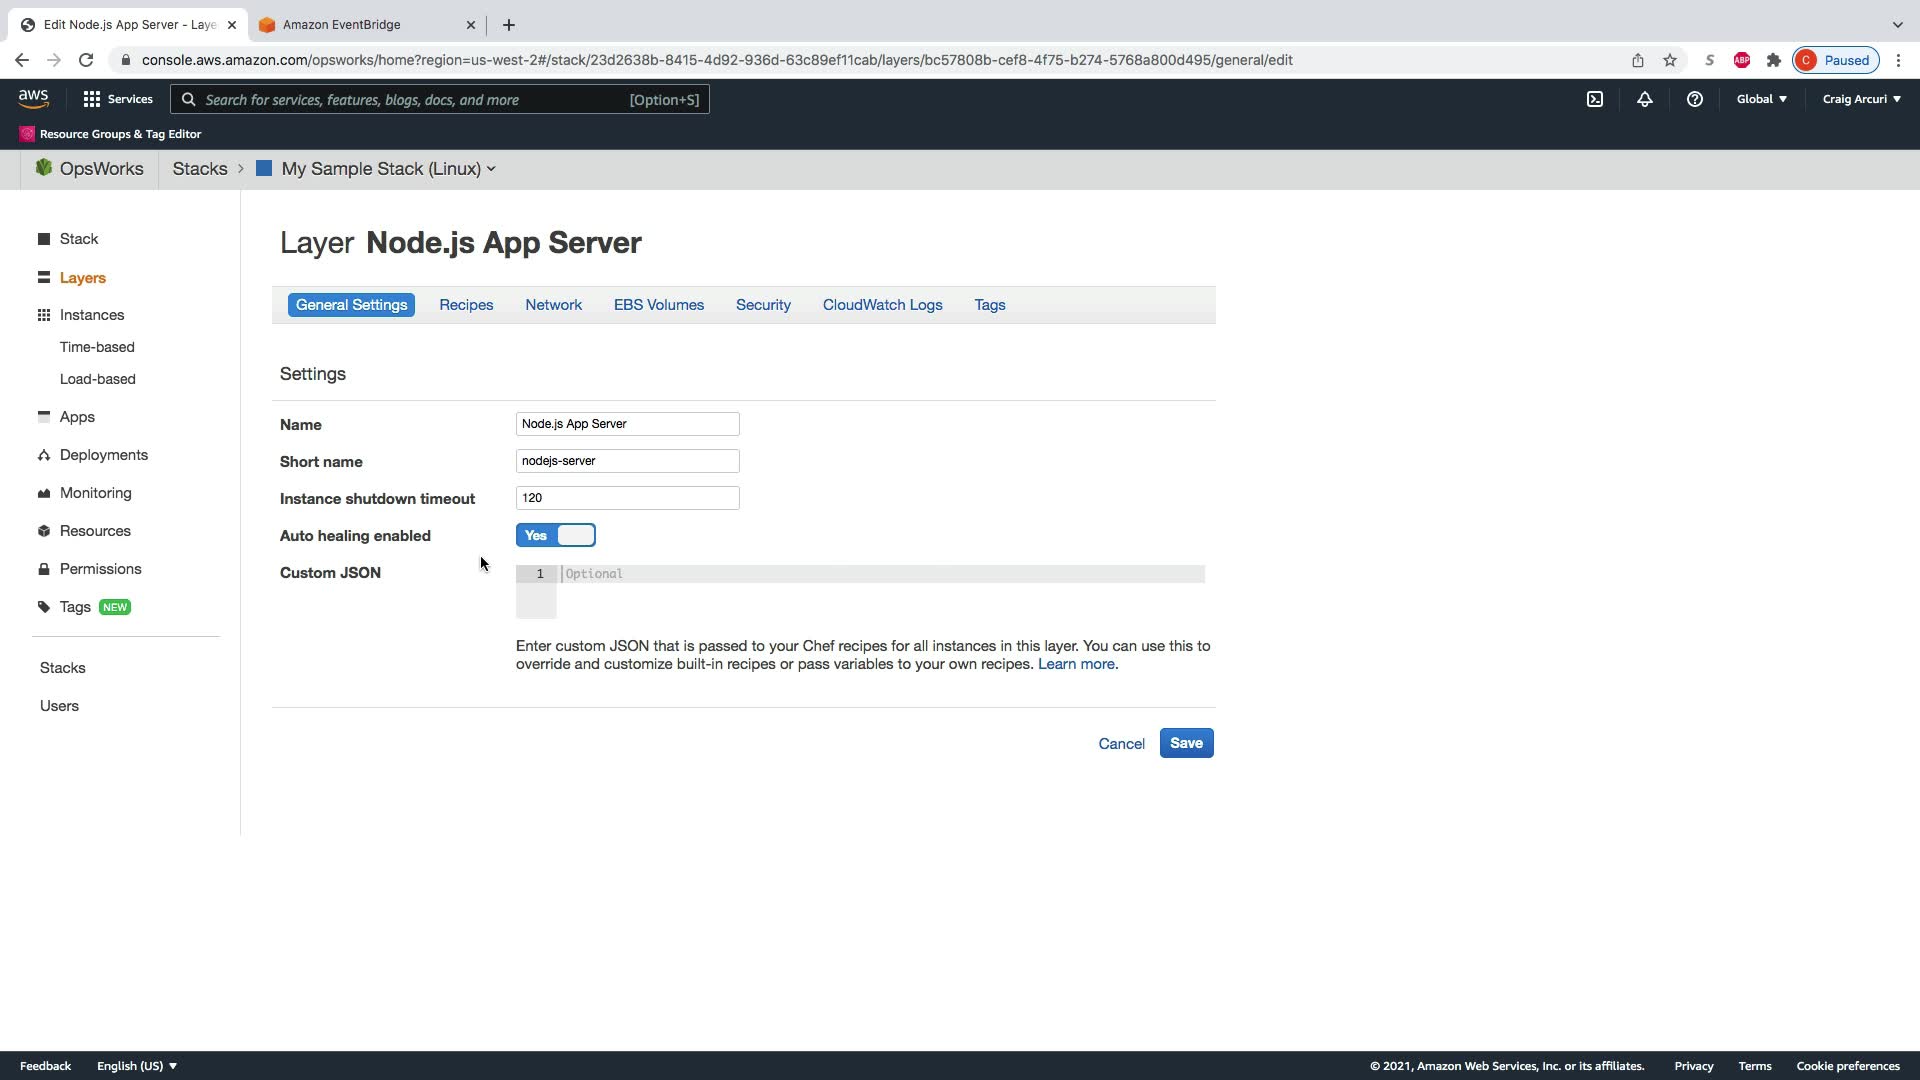 Edit Node.js App Server - Laye
Amazon EventBridge
console.aws.amazon.com/opsworks/home?region=us-west-2#/stack/23d2638b-8415-4d92-936d-63c89ef11cab/layers/bc57808b-cef8-4f75-b274-5768a800d495/general/edit
S
ABP
C Paused
aws
Services
Search for services, features, blogs, docs, and more [Option+S]
Global
Craig Arcuri
Resource Groups & Tag Editor
OpsWorks
Stacks
My Sample Stack (Linux)
Stack
Layers
Instances
Time-based
Load-based
Apps
Deployments
Monitoring
Resources
Permissions
Tags NEW
Stacks
Users
Layer Node.js App Server
General Settings Recipes Network EBS Volumes Security CloudWatch Logs Tags
Settings
Name Node.js App Server
Short name nodejs-server
Instance shutdown timeout 120
Auto healing enabled Yes
Custom JSON 1 Optional
Enter custom JSON that is passed to your Chef recipes for all instances in this layer. You can use this to
override and customize built-in recipes or pass variables to your own recipes. Learn more.
Cancel Save
Feedback English (US) © 2021, Amazon Web Services, Inc. or its affiliates. Privacy Terms Cookie preferences